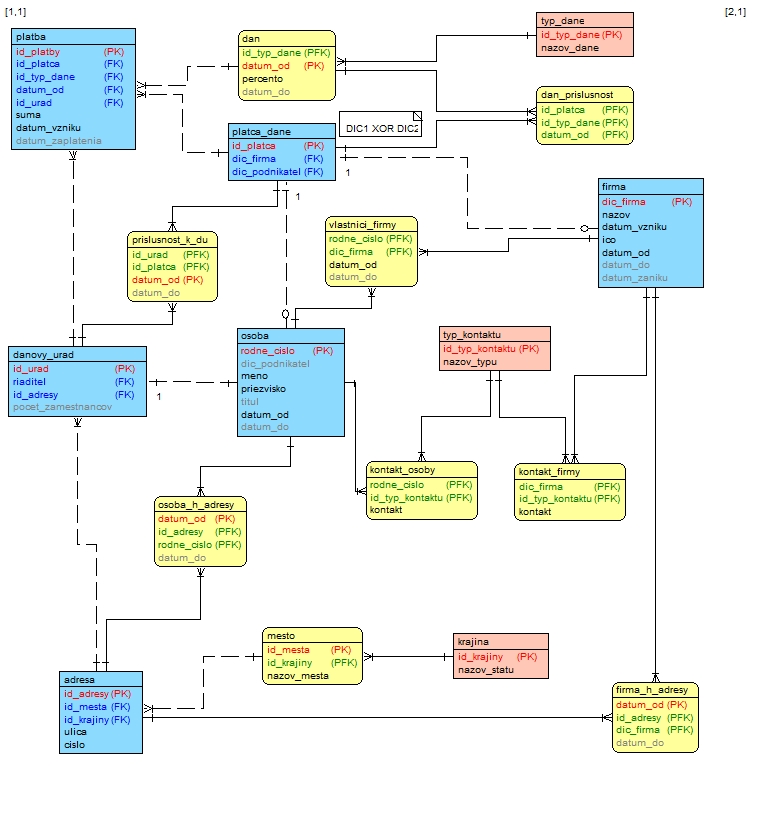 [1,1]
[2,1]
platba
id_platby (PK)
id_platca (FK)
id_typ_dane (FK)
datum_od (FK)
id_urad (FK)
suma
datum_vzniku
datum_zaplatenia
dan
id_typ_dane (PFK)
datum_od (PK)
percento
datum_do
typ_dane
id_typ_dane (PK)
nazov_dane
dan_prislusnost
id_platca (PFK)
id_typ_dane (PFK)
datum_od (PFK)
DIC1 XOR DIC2
platca_dane
id_platca (PK)
dic_firma (FK)
dic_podnikatel (FK)
1
1
firma
dic_firma (PK)
nazov
datum_vzniku
ico
datum_od
datum_do
datum_zaniku
prislusnost_k_du
id_urad (PFK)
id_platca (PFK)
datum_od (PK)
datum_do
vlastnici_firmy
rodne_cislo (PFK)
dic_firma (PFK)
datum_od
datum_do
danovy_urad
id_urad (PK)
riaditel (FK)
id_adresy (FK)
pocet_zamestnancov
1
osoba
rodne_cislo (PK)
dic_podnikatel
meno
priezvisko
titul
datum_od
datum_do
typ_kontaktu
id_typ_kontaktu (PK)
nazov_typu
kontakt_osoby
rodne_cislo (PFK)
id_typ_kontaktu (PFK)
kontakt
kontakt_firmy
dic_firma (PFK)
id_typ_kontaktu (PFK)
kontakt
osoba_h_adresy
datum_od (PK)
id_adresy (PFK)
rodne_cislo (PFK)
datum_do
mesto
id_mesta (PK)
id_krajiny (PFK)
nazov_mesta
krajina
id_krajiny (PK)
nazov_statu
adresa
id_adresy (PK)
id_mesta (FK)
id_krajiny (FK)
ulica
cislo
firma_h_adresy
datum_od (PK)
id_adresy (PFK)
dic_firma (PFK)
datum_do